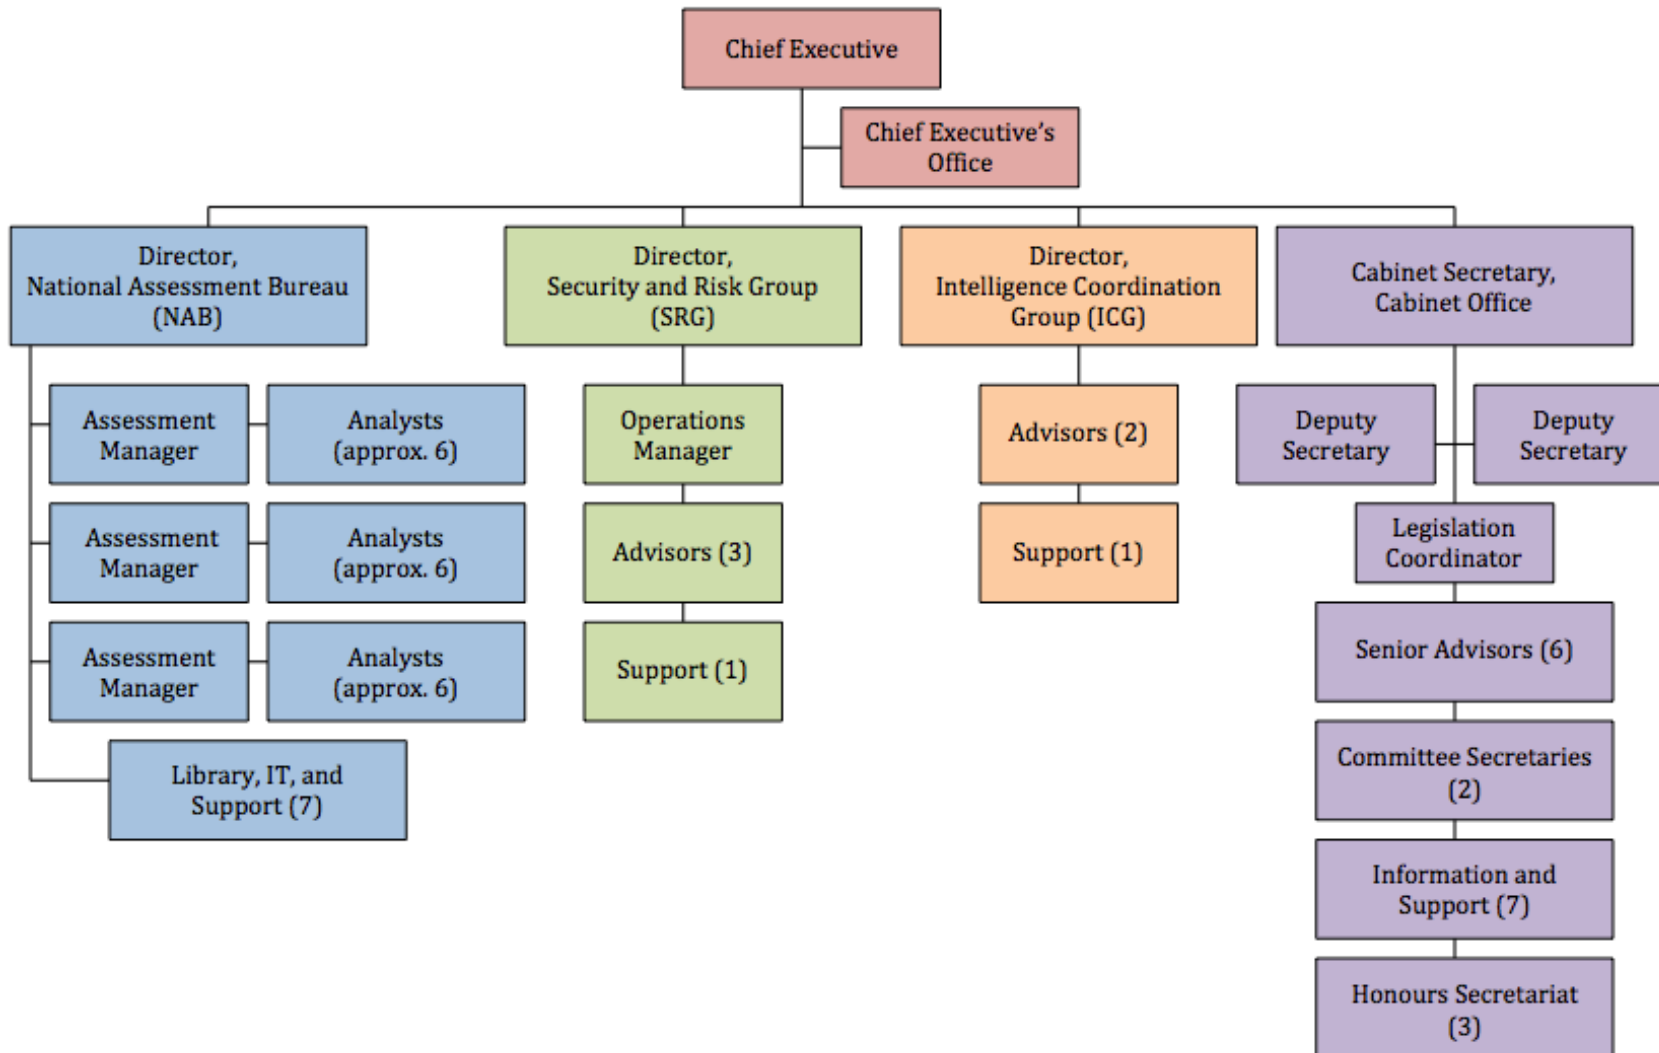 Chief Executive
Chief Executive’s
Office
Director,
National Assessment Bureau
(NAB)
Director,
Security and Risk Group
(SRG)
Director,
Intelligence Coordination
Group (ICG)
Cabinet Secretary,
Cabinet Office
Assessment
Manager
Analysts
(approx. 6)
Operations
Manager
Advisors (2)
Deputy
Secretary
Deputy
Secretary
Assessment
Manager
Analysts
(approx. 6)
Advisors (3)
Support (1)
Legislation
Coordinator
Assessment
Manager
Analysts
(approx. 6)
Support (1)
Senior Advisors (6)
Library, IT, and
Support (7)
Committee Secretaries
(2)
Information and
Support (7)
Honours Secretariat
(3)